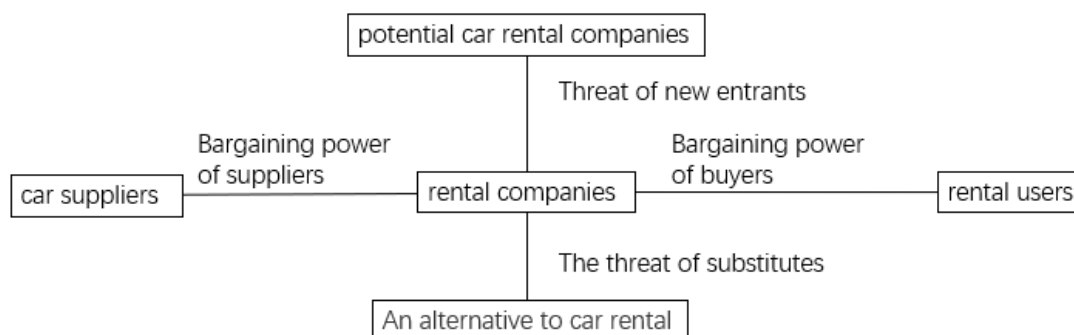 potential car rental companies
Threat of new entrants
Bargaining power
of suppliers
Bargaining power
of buyers
car suppliers
rental companies
rental users
The threat of substitutes
An alternative to car rental